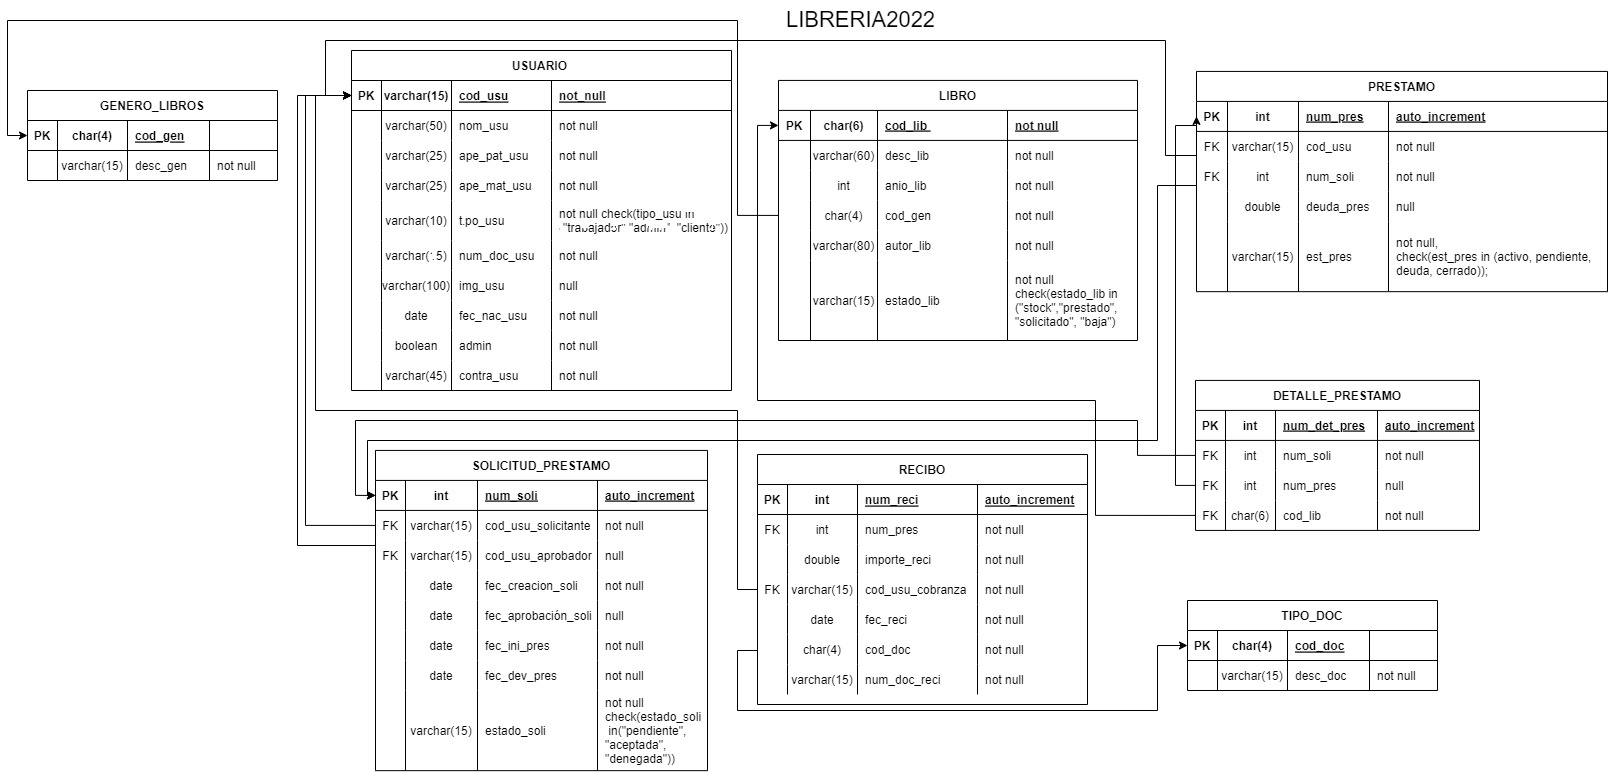 LIBRERIA2022
GENERO_LIBROS
PK char(4) cod_gen
varchar(15) desc_gen not null
USUARIO
PK varchar(15) cod_usu not_null
varchar(50) nom_usu not null
varchar(25) ape_pat_usu not null
varchar(25) ape_mat_usu not null
varchar(10) t.po_usu not null check(tipo_usu in
"trabajador" "admin" "cliente"))
num_doc_usu not null
varchar(100) img_usu null
date fec_nac_usu not null
boolean admin not null
varchar(45) contra_usu not null
LIBRO
PK char(6) cod_lib not null
varchar(60) desc_lib not null
int anio_lib not null
char(4) cod_gen not null
varchar(80) autor_lib not null
varchar(15) estado_lib not null
check(estado_lib in
("stock","prestado",
"solicitado", "baja")
PRESTAMO
PK int num_pres auto_increment
FK varchar(15) cod_usu not null
FK int num_soli not null
double deuda_pres null
varchar(15) est_pres not null,
check(est_pres in (activo, pendiente,
deuda, cerrado));
SOLICITUD_PRESTAMO
PK int num_soli auto_increment
FK varchar(15) cod_usu_solicitante not null
FK varchar(15) cod_usu_aprobador null
date fec_creacion_soli not null
date fec_aprobación_soli null
date fec_ini_pres not null
date fec_dev_pres not null
varchar(15) estado_soli not null
check(estado_soli
in("pendiente",
"aceptada",
"denegada"))
RECIBO
PK int num_reci auto_increment
FK int num_pres not null
double importe_reci not null
FK varchar(15) cod_usu_cobranza not null
date fec_reci not null
char(4) cod_doc not null
varchar(15) num_doc_reci not null
DETALLE_PRESTAMO
PK int num_det_pres auto_increment
FK int num_soli not null
FK int num_pres null
FK char(6) cod_lib not null
TIPO_DOC
PK char(4) cod_doc
varchar(15) desc_doc not null